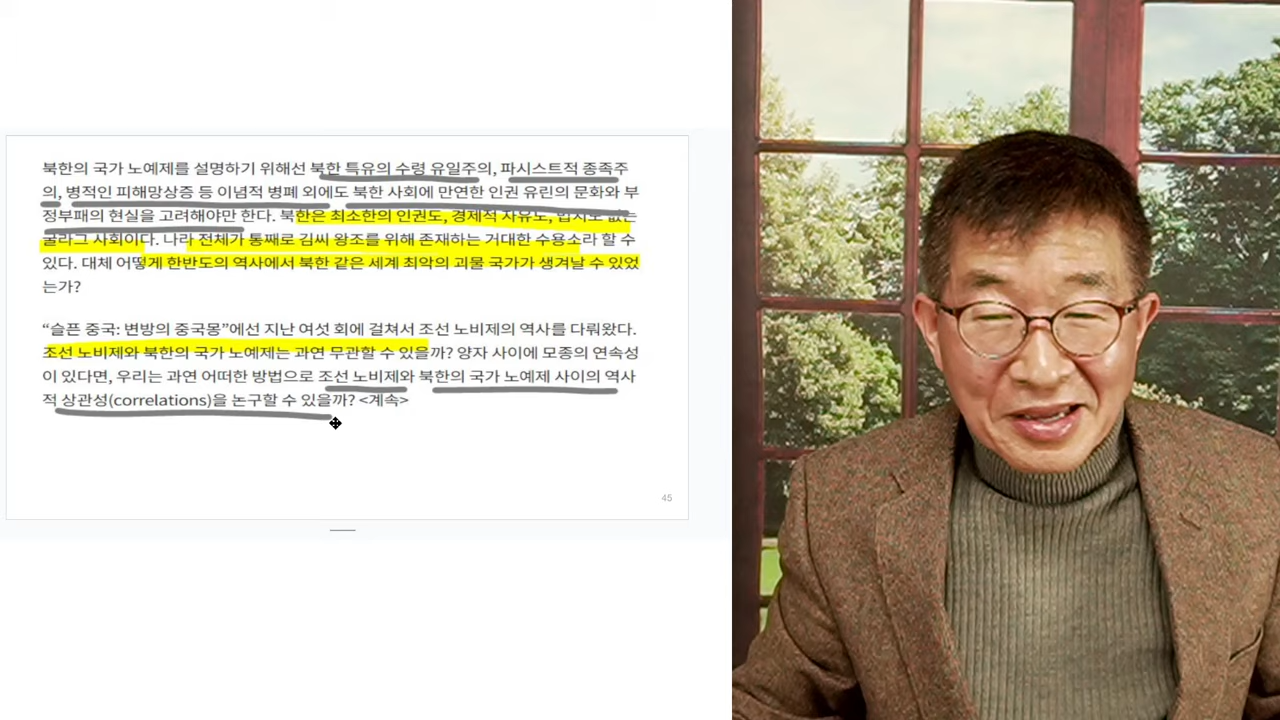 북한의 국가 노예제를 설명하기 위해선 북한 특유의 수령 유일주의, 파시스트적 종족주
의, 병적인 피해망상증 등 이념적 병폐 외에도 북한 사회에 만연한 인권 유린의 문화와 부
정부패의 현실을 고려해야만 한다. 북한은 최소한의 인권도, 경제적 자유도, 법치도 없는
굴라그 사회이다. 나라 전체가 통째로 김씨 왕조를 위해 존재하는 거대한 수용소라 할 수
있다. 대체 어떻게 한반도의 역사에서 북한 같은 세계 최악의 괴물 국가가 생겨날 수 있었
는가?
“슬픈 중국: 변방의 중국몽”에선 지난 여섯 회에 걸쳐서 조선 노비제의 역사를 다뤄왔다.
조선 노비제와 북한의 국가 노예제는 과연 무관할 수 있을까? 양자 사이에 모종의 연속성
이 있다면, 우리는 과연 어떠한 방법으로 조선 노비제와 북한의 국가 노예제 사이의 역사
적 상관성(correlations)을 논구할 수 있을까? <계속>
45